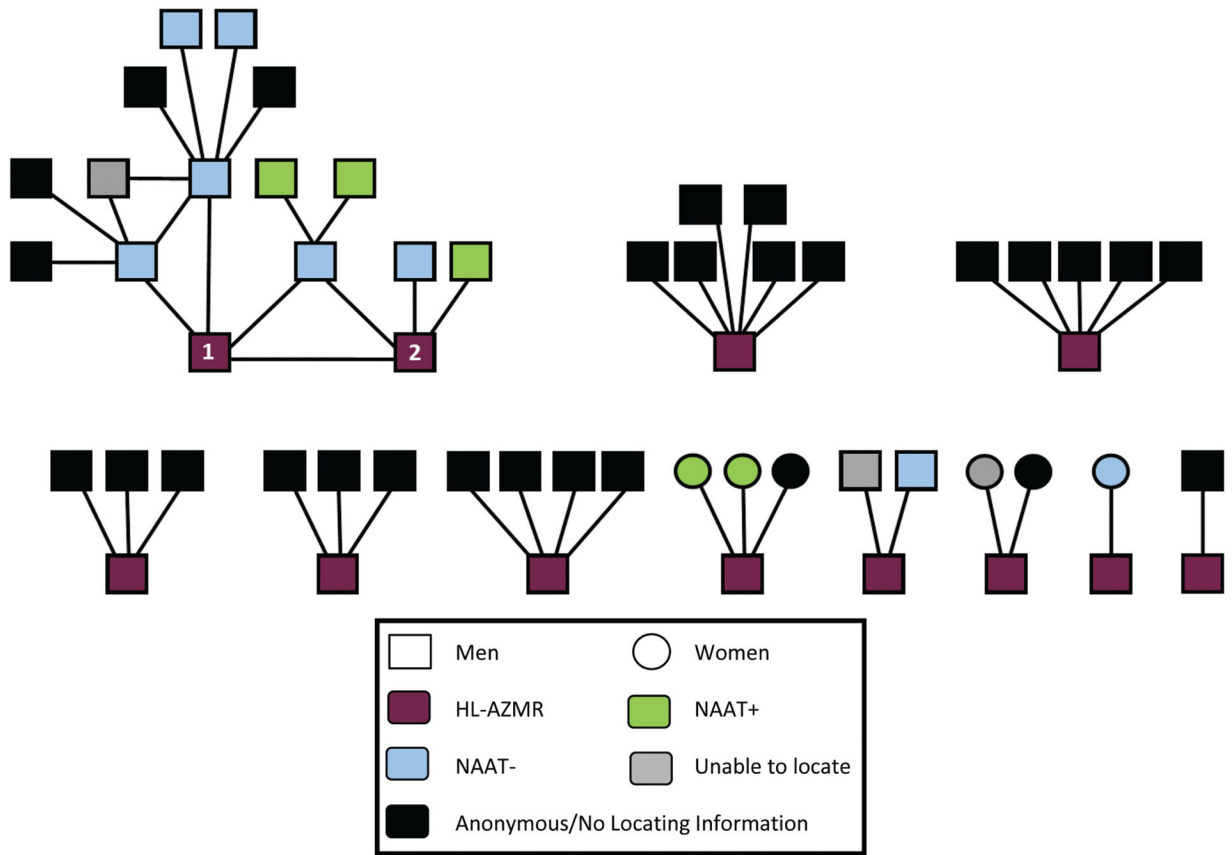 1
2
Men
Women
HL-AZMR
NAAT+
NAAT-
Unable to locate
Anonymous/No Locating Information